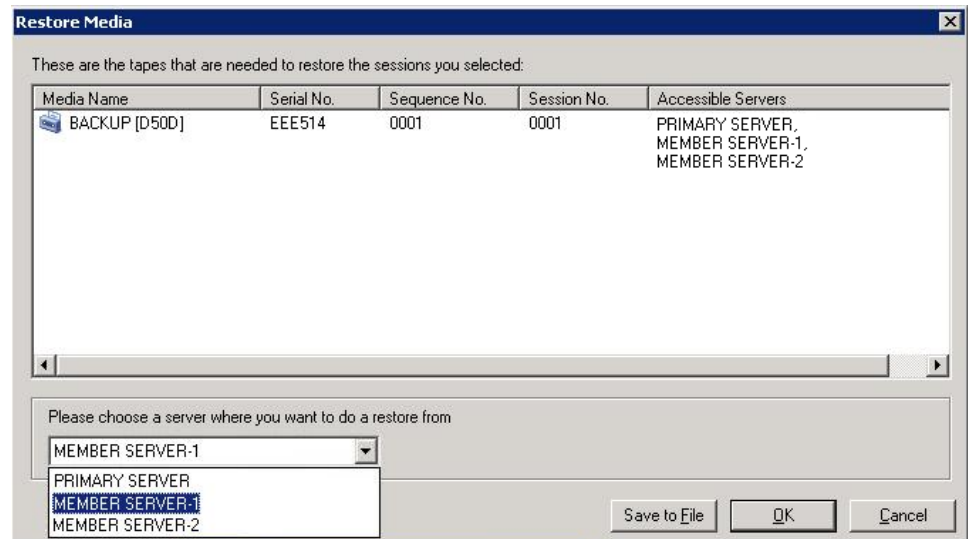 Restore Media
These are the tapes that are needed to restore the sessions you selected:
Media Name Serial No. Sequence No. Session No. Accessible Servers
BACKUP [D50D] EEE514 0001 0001 PRIMARY SERVER,
MEMBER SERVER-1,
MEMBER SERVER-2
Please choose a server where you want to do a restore from
MEMBER SERVER-1
PRIMARY SERVER
MEMBER SERVER-1
MEMBER SERVER-2
Save to File OK Cancel